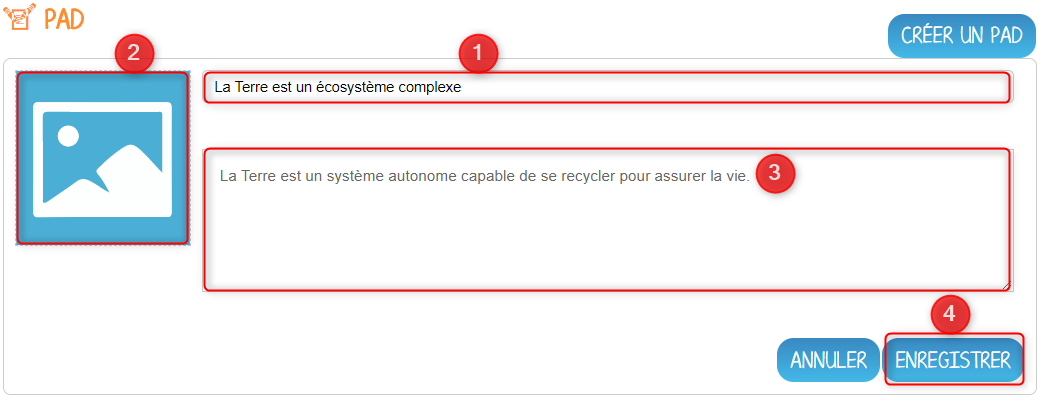 PAD
CRÉER UN PAD
2
1
La Terre est un écosystème complexe
La Terre est un système autonome capable de se recycler pour assurer la vie.
3
4
ANNULER
ENREGISTRER